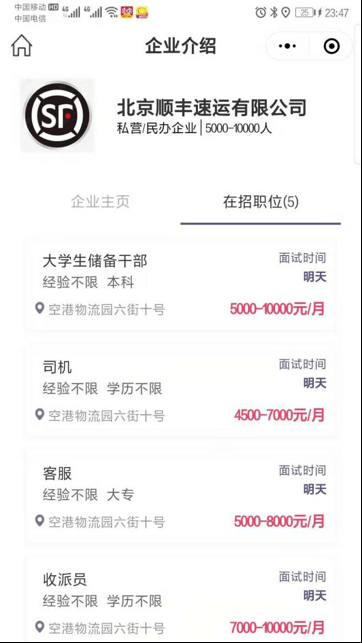 中国移动 HD 4G 4G 25 23:47
中国电信
企业介绍
SF
北京顺丰速运有限公司
私营/民办企业 | 5000-10000人
企业主页 在招职位(5)
大学生储备干部 面试时间
经验不限 本科 明天
空港物流园六街十号 5000-10000元/月
司机 面试时间
经验不限 学历不限 明天
空港物流园六街十号 4500-7000元/月
客服 面试时间
经验不限 大专 明天
空港物流园六街十号 5000-8000元/月
收派员 面试时间
经验不限 学历不限 明天
空港物流园六街十号 7000-10000元/月